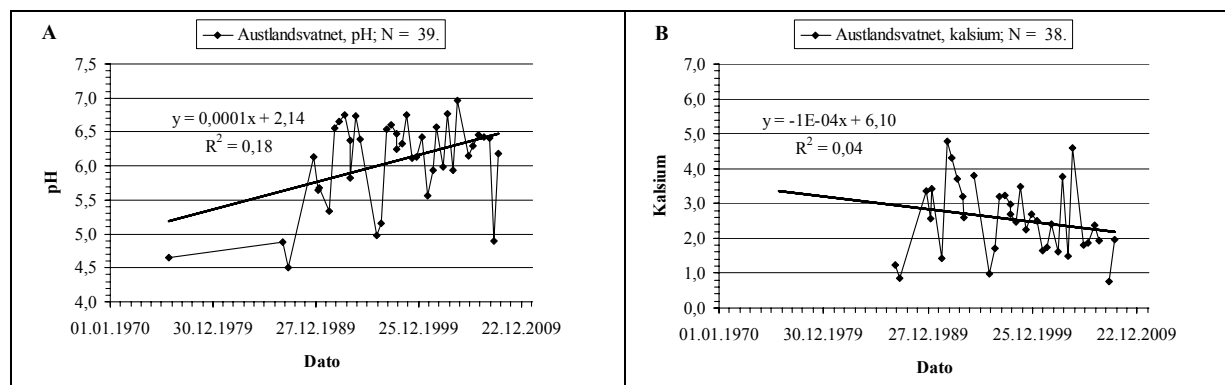 A
Austlandsvatnet, pH; N = 39.
7,5
7,0
6,5
6,0
5,5
5,0
4,5
4,0
pH
y = 0,0001x + 2,14
R² = 0,18
01.01.1970 30.12.1979 27.12.1989 25.12.1999 22.12.2009
Dato
B
Austlandsvatnet, kalsium; N = 38.
7,0
6,0
5,0
4,0
3,0
2,0
1,0
0,0
Kalsium
y = -1E-04x + 6,10
R² = 0,04
01.01.1970 30.12.1979 27.12.1989 25.12.1999 22.12.2009
Dato